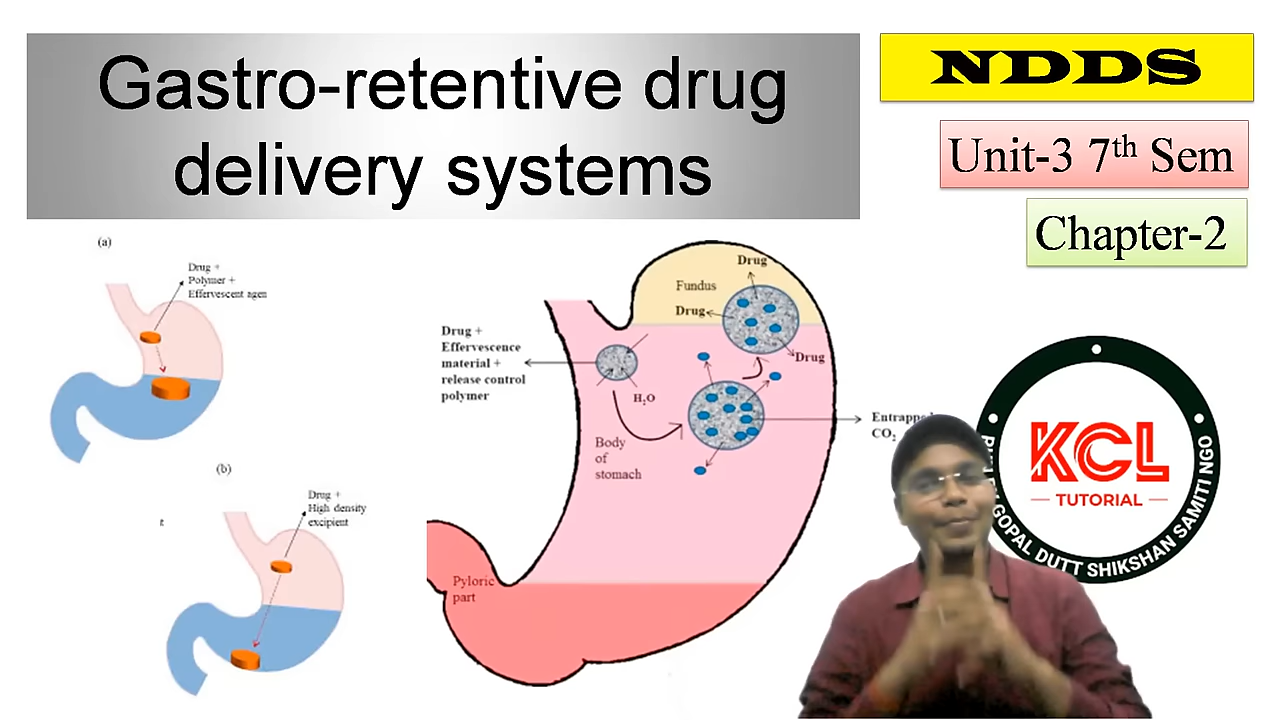 Gastro-retentive drug
delivery systems
NDDS
Unit-3 7th Sem
Chapter-2
(a)
Drug +
Polymer +
Effervescent agen
(b)
Drug +
High density
excipient
t
Drug +
Effervescence
material +
release control
polymer
H2O
Fundus
Drug
Drug
Drug
Body
of
stomach
Pyloric
part
Entrapped
CO2
KCL
TUTORIAL
GOPAL DUTT SHIKSHAN SAMITI NGO